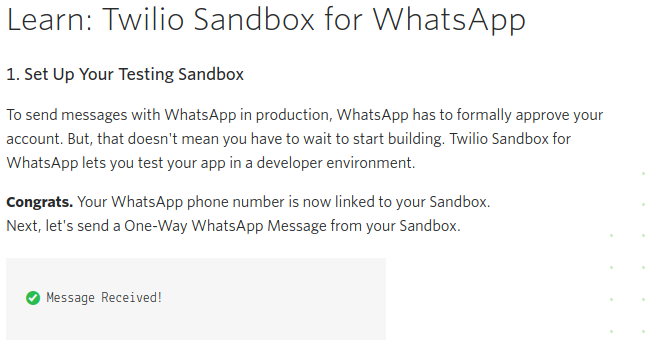 Learn: Twilio Sandbox for WhatsApp
1. Set Up Your Testing Sandbox
To send messages with WhatsApp in production, WhatsApp has to formally approve your
account. But, that doesn't mean you have to wait to start building. Twilio Sandbox for
WhatsApp lets you test your app in a developer environment.
Congrats. Your WhatsApp phone number is now linked to your Sandbox.
Next, let's send a One-Way WhatsApp Message from your Sandbox.
Message Received!